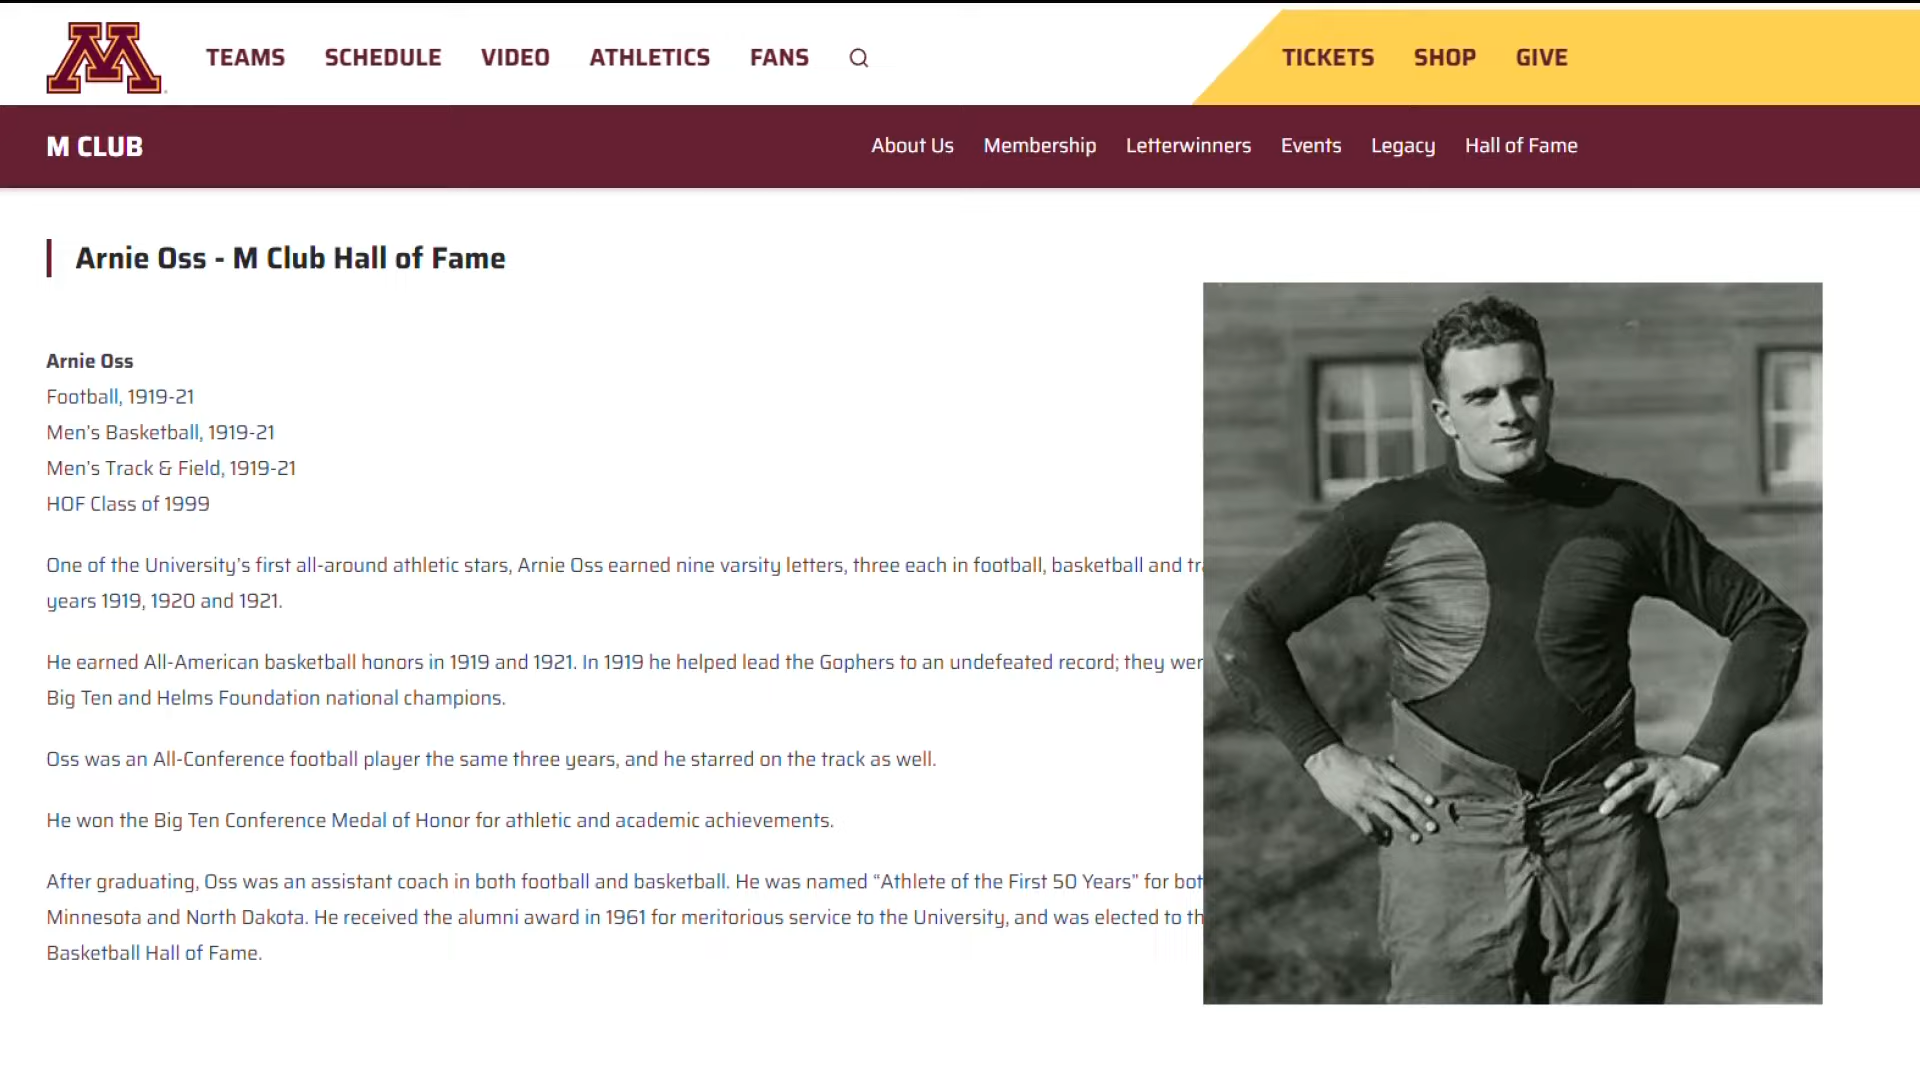 M
TEAMS SCHEDULE VIDEO ATHLETICS FANS TICKETS SHOP GIVE
M CLUB About Us Membership Letterwinners Events Legacy Hall of Fame
Arnie Oss - M Club Hall of Fame
Arnie Oss
Football, 1919-21
Men's Basketball, 1919-21
Men's Track & Field, 1919-21
HOF Class of 1999
One of the University's first all-around athletic stars, Arnie Oss earned nine varsity letters, three each in football, basketball and
years 1919, 1920 and 1921.
He earned All-American basketball honors in 1919 and 1921. In 1919 he helped lead the Gophers to an undefeated record; they
Big Ten and Helms Foundation national champions.
Oss was an All-Conference football player the same three years, and he starred on the track as well.
He won the Big Ten Conference Medal of Honor for athletic and academic achievements.
After graduating, Oss was an assistant coach in both football and basketball. He was named “Athlete of the First 50 Years” for
Minnesota and North Dakota. He received the alumni award in 1961 for meritorious service to the University, and was elected to
Basketball Hall of Fame.